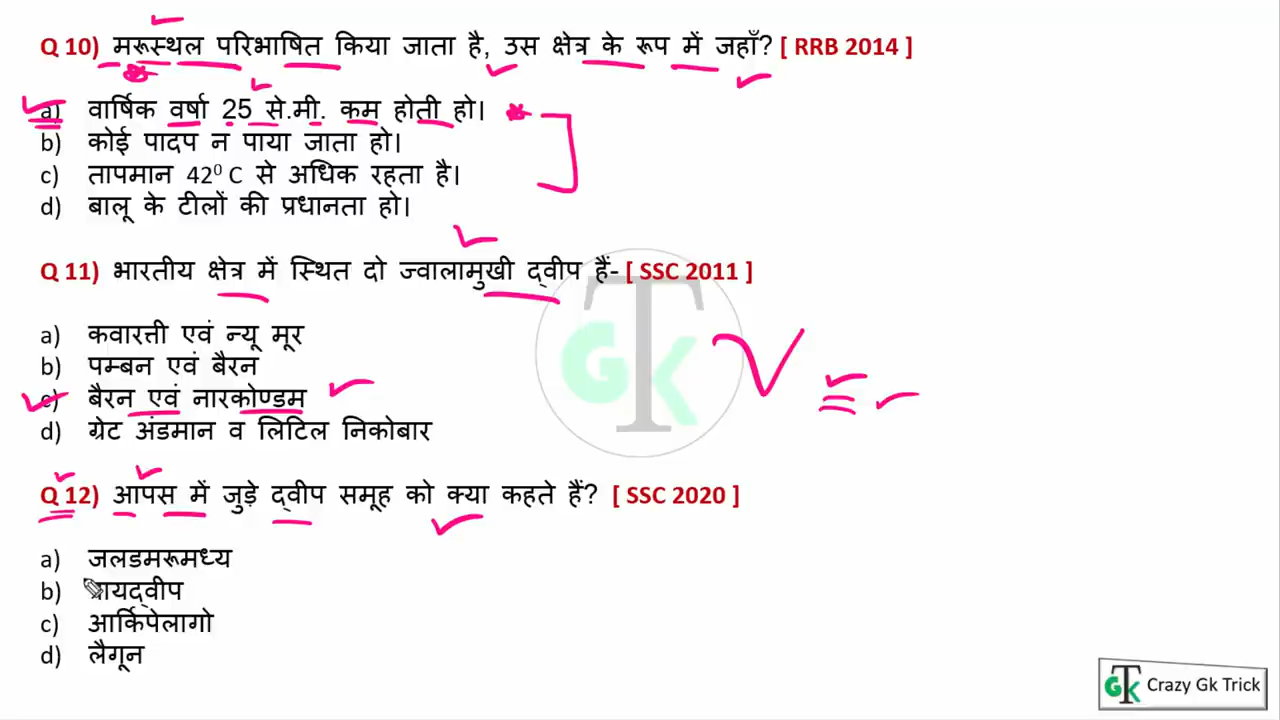 Q 10) मरूस्थल परिभाषित किया जाता है, उस क्षेत्र के रूप में जहाँ? [ RRB 2014 ]
a) वार्षिक वर्षा 25 से.मी. कम होती हो।
b) कोई पादप न पाया जाता हो।
c) तापमान 42⁰ C से अधिक रहता है।
d) बालू के टीलों की प्रधानता हो।
Q 11) भारतीय क्षेत्र में स्थित दो ज्वालामुखी द्वीप हैं- [ SSC 2011 ]
a) कवारत्ती एवं न्यू मूर
b) पम्बन एवं बैरन
c) बैरन एवं नारकोण्डम
d) ग्रेट अंडमान व लिटिल निकोबार
Q 12) आपस में जुड़े द्वीप समूह को क्या कहते हैं? [ SSC 2020 ]
a) जलडमरूमध्य
b) प्रायद्वीप
c) आर्किपेलागो
d) लैगून
T GK
T GK Crazy Gk Trick